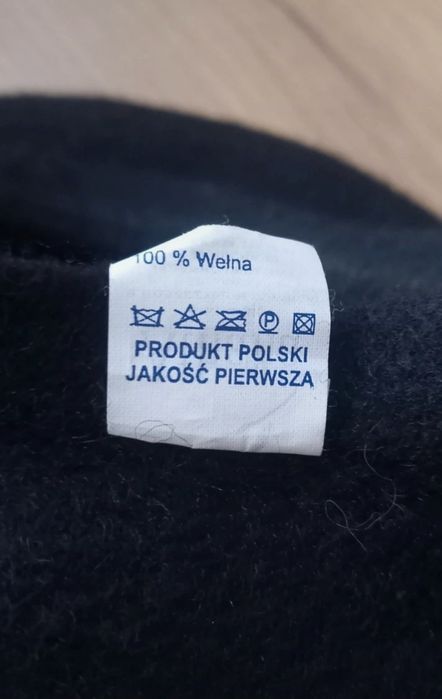 100 % Wełna
P
PRODUKT POLSKI
JAKOŚĆ PIERWSZA